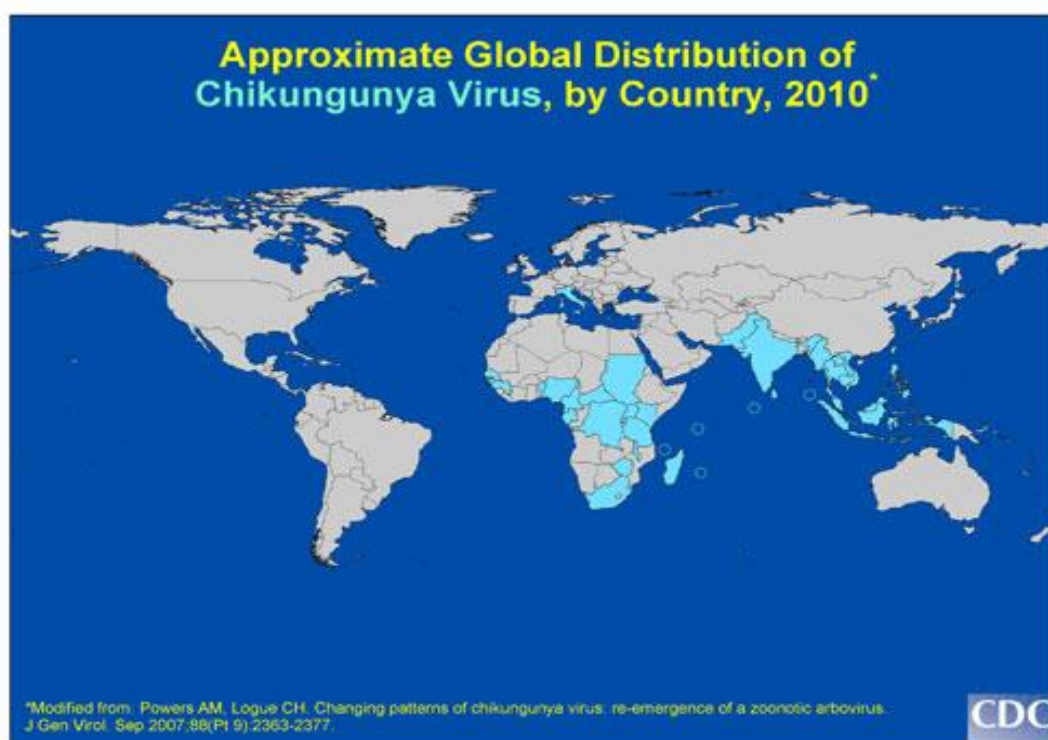 Approximate Global Distribution of
Chikungunya Virus, by Country, 2010*
*Modified from: Powers AM, Logue CH. Changing patterns of chikungunya virus: re-emergence of a zoonotic arbovirus.
J Gen Virol. Sep 2007;88(Pt 9):2363-2377.
CDC